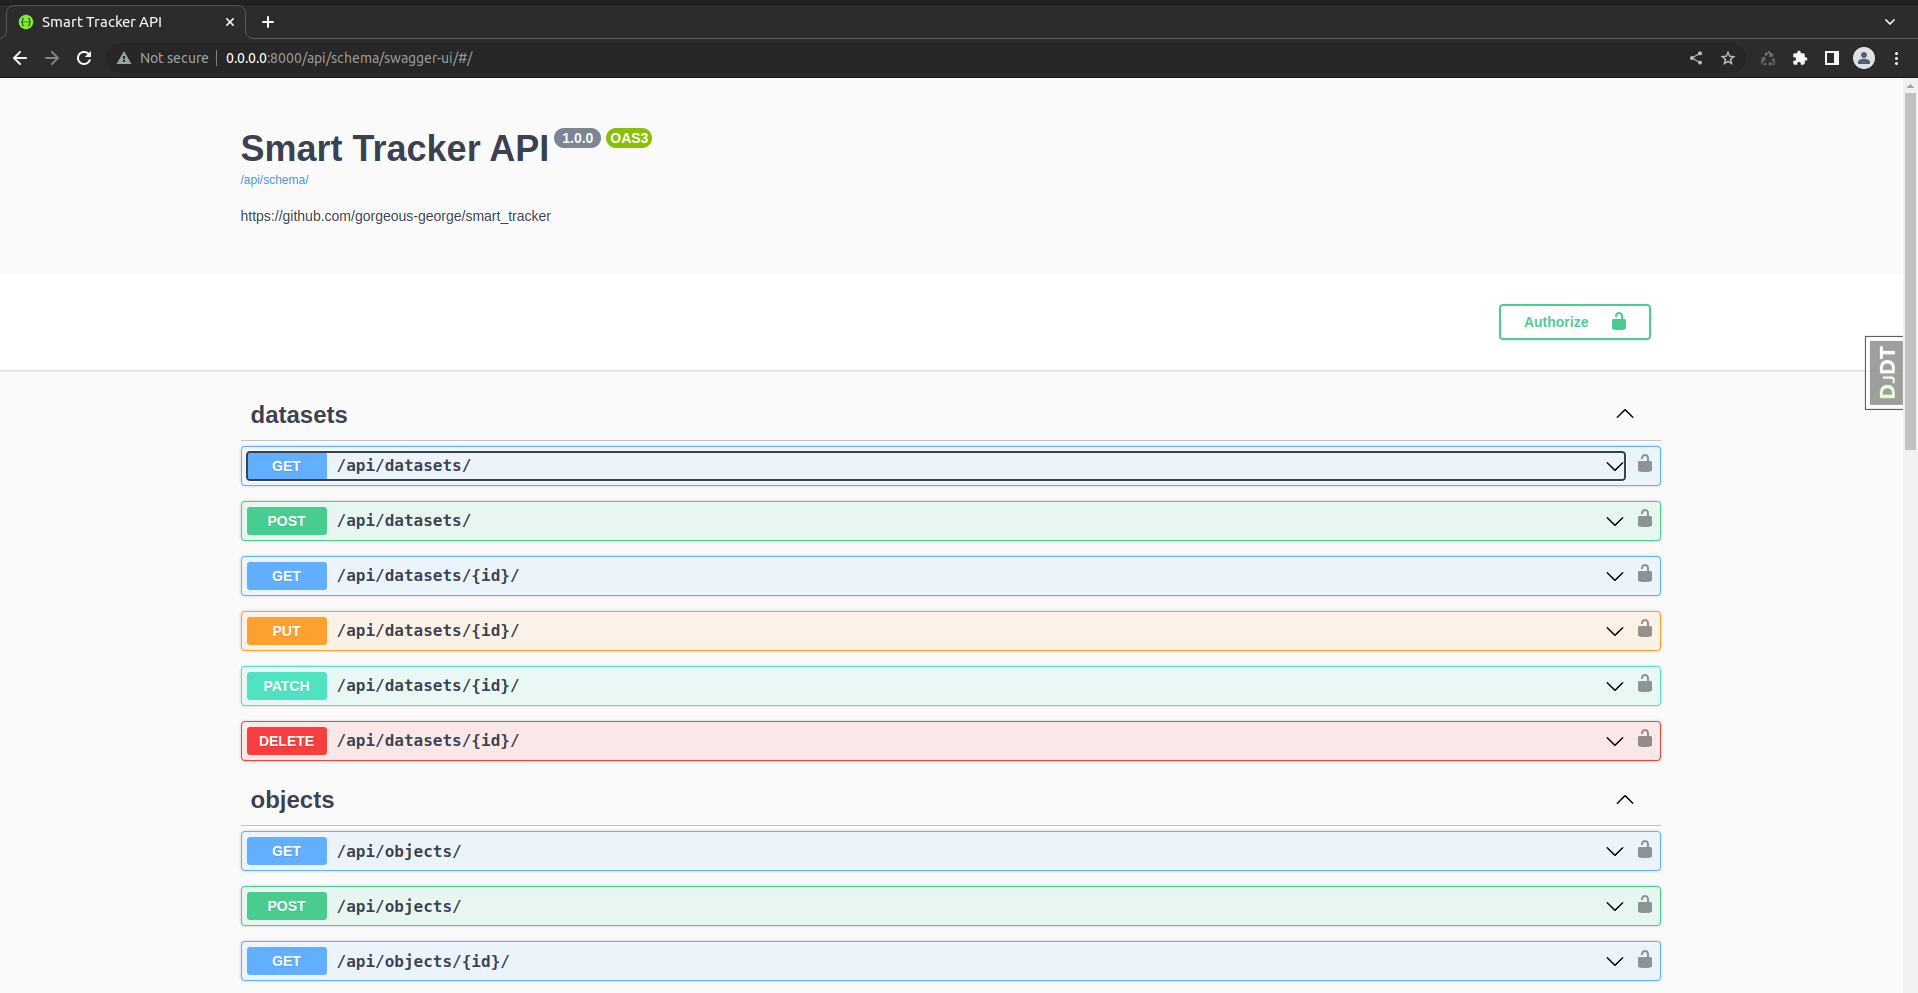 Smart Tracker API
Not secure
0.0.0.0:8000/api/schema/swagger-ui/#/
Smart Tracker API 1.0.0 OAS3
/api/schema/
https://github.com/gorgeous-george/smart_tracker
Authorize
DjDT
datasets
GET /api/datasets/
POST /api/datasets/
GET /api/datasets/{id}/
PUT /api/datasets/{id}/
PATCH /api/datasets/{id}/
DELETE /api/datasets/{id}/
objects
GET /api/objects/
POST /api/objects/
GET /api/objects/{id}/